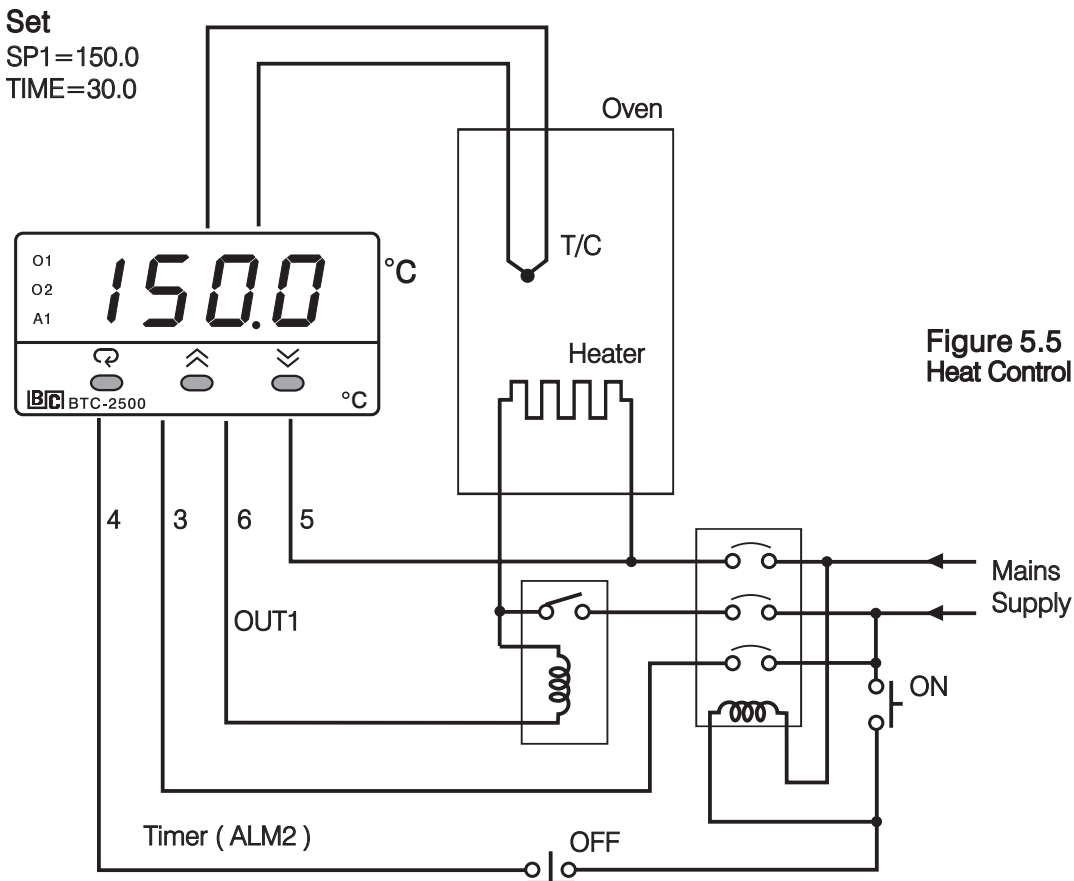 Set
SP1=150.0
TIME=30.0
Oven
T/C
O1
O2
A1
150.0
°C
Heater
BC BTC-2500
°C
Figure 5.5
Heat Control
4
3
6
5
OUT1
Mains
Supply
ON
Timer ( ALM2 )
OFF